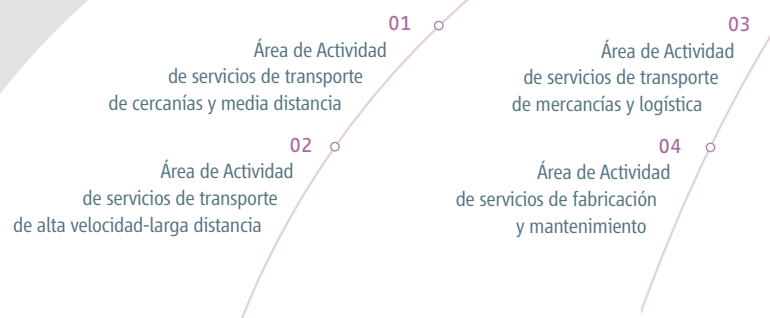 01
Área de Actividad
de servicios de transporte
de cercanías y media distancia
02
Área de Actividad
de servicios de transporte
de alta velocidad-larga distancia
03
Área de Actividad
de servicios de transporte
de mercancías y logística
04
Área de Actividad
de servicios de fabricación
y mantenimiento